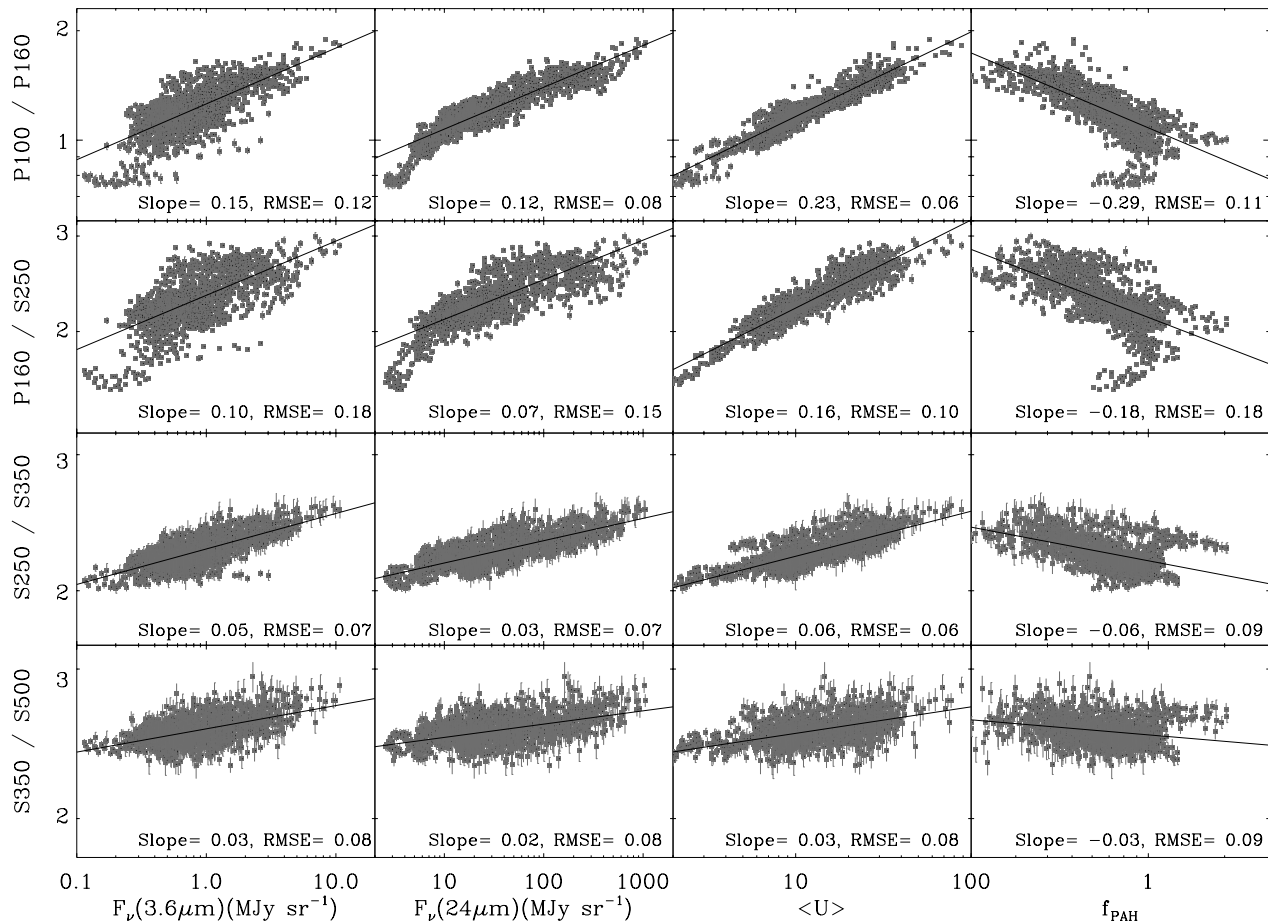 2
P100 / P160
1
Slope= 0.15, RMSE= 0.12
Slope= 0.12, RMSE= 0.08
Slope= 0.23, RMSE= 0.06
Slope= −0.29, RMSE= 0.11
3
P160 / S250
2
Slope= 0.10, RMSE= 0.18
Slope= 0.07, RMSE= 0.15
Slope= 0.16, RMSE= 0.10
Slope= −0.18, RMSE= 0.18
3
S250 / S350
2
Slope= 0.05, RMSE= 0.07
Slope= 0.03, RMSE= 0.07
Slope= 0.06, RMSE= 0.06
Slope= −0.06, RMSE= 0.09
3
S350 / S500
2
Slope= 0.03, RMSE= 0.08
Slope= 0.02, RMSE= 0.08
Slope= 0.03, RMSE= 0.08
Slope= −0.03, RMSE= 0.09
0.1 1.0 10.0
10 100 1000
10 100
1
Fν(3.6μm)(MJy sr⁻¹)
Fν(24μm)(MJy sr⁻¹)
<U>
fPAH